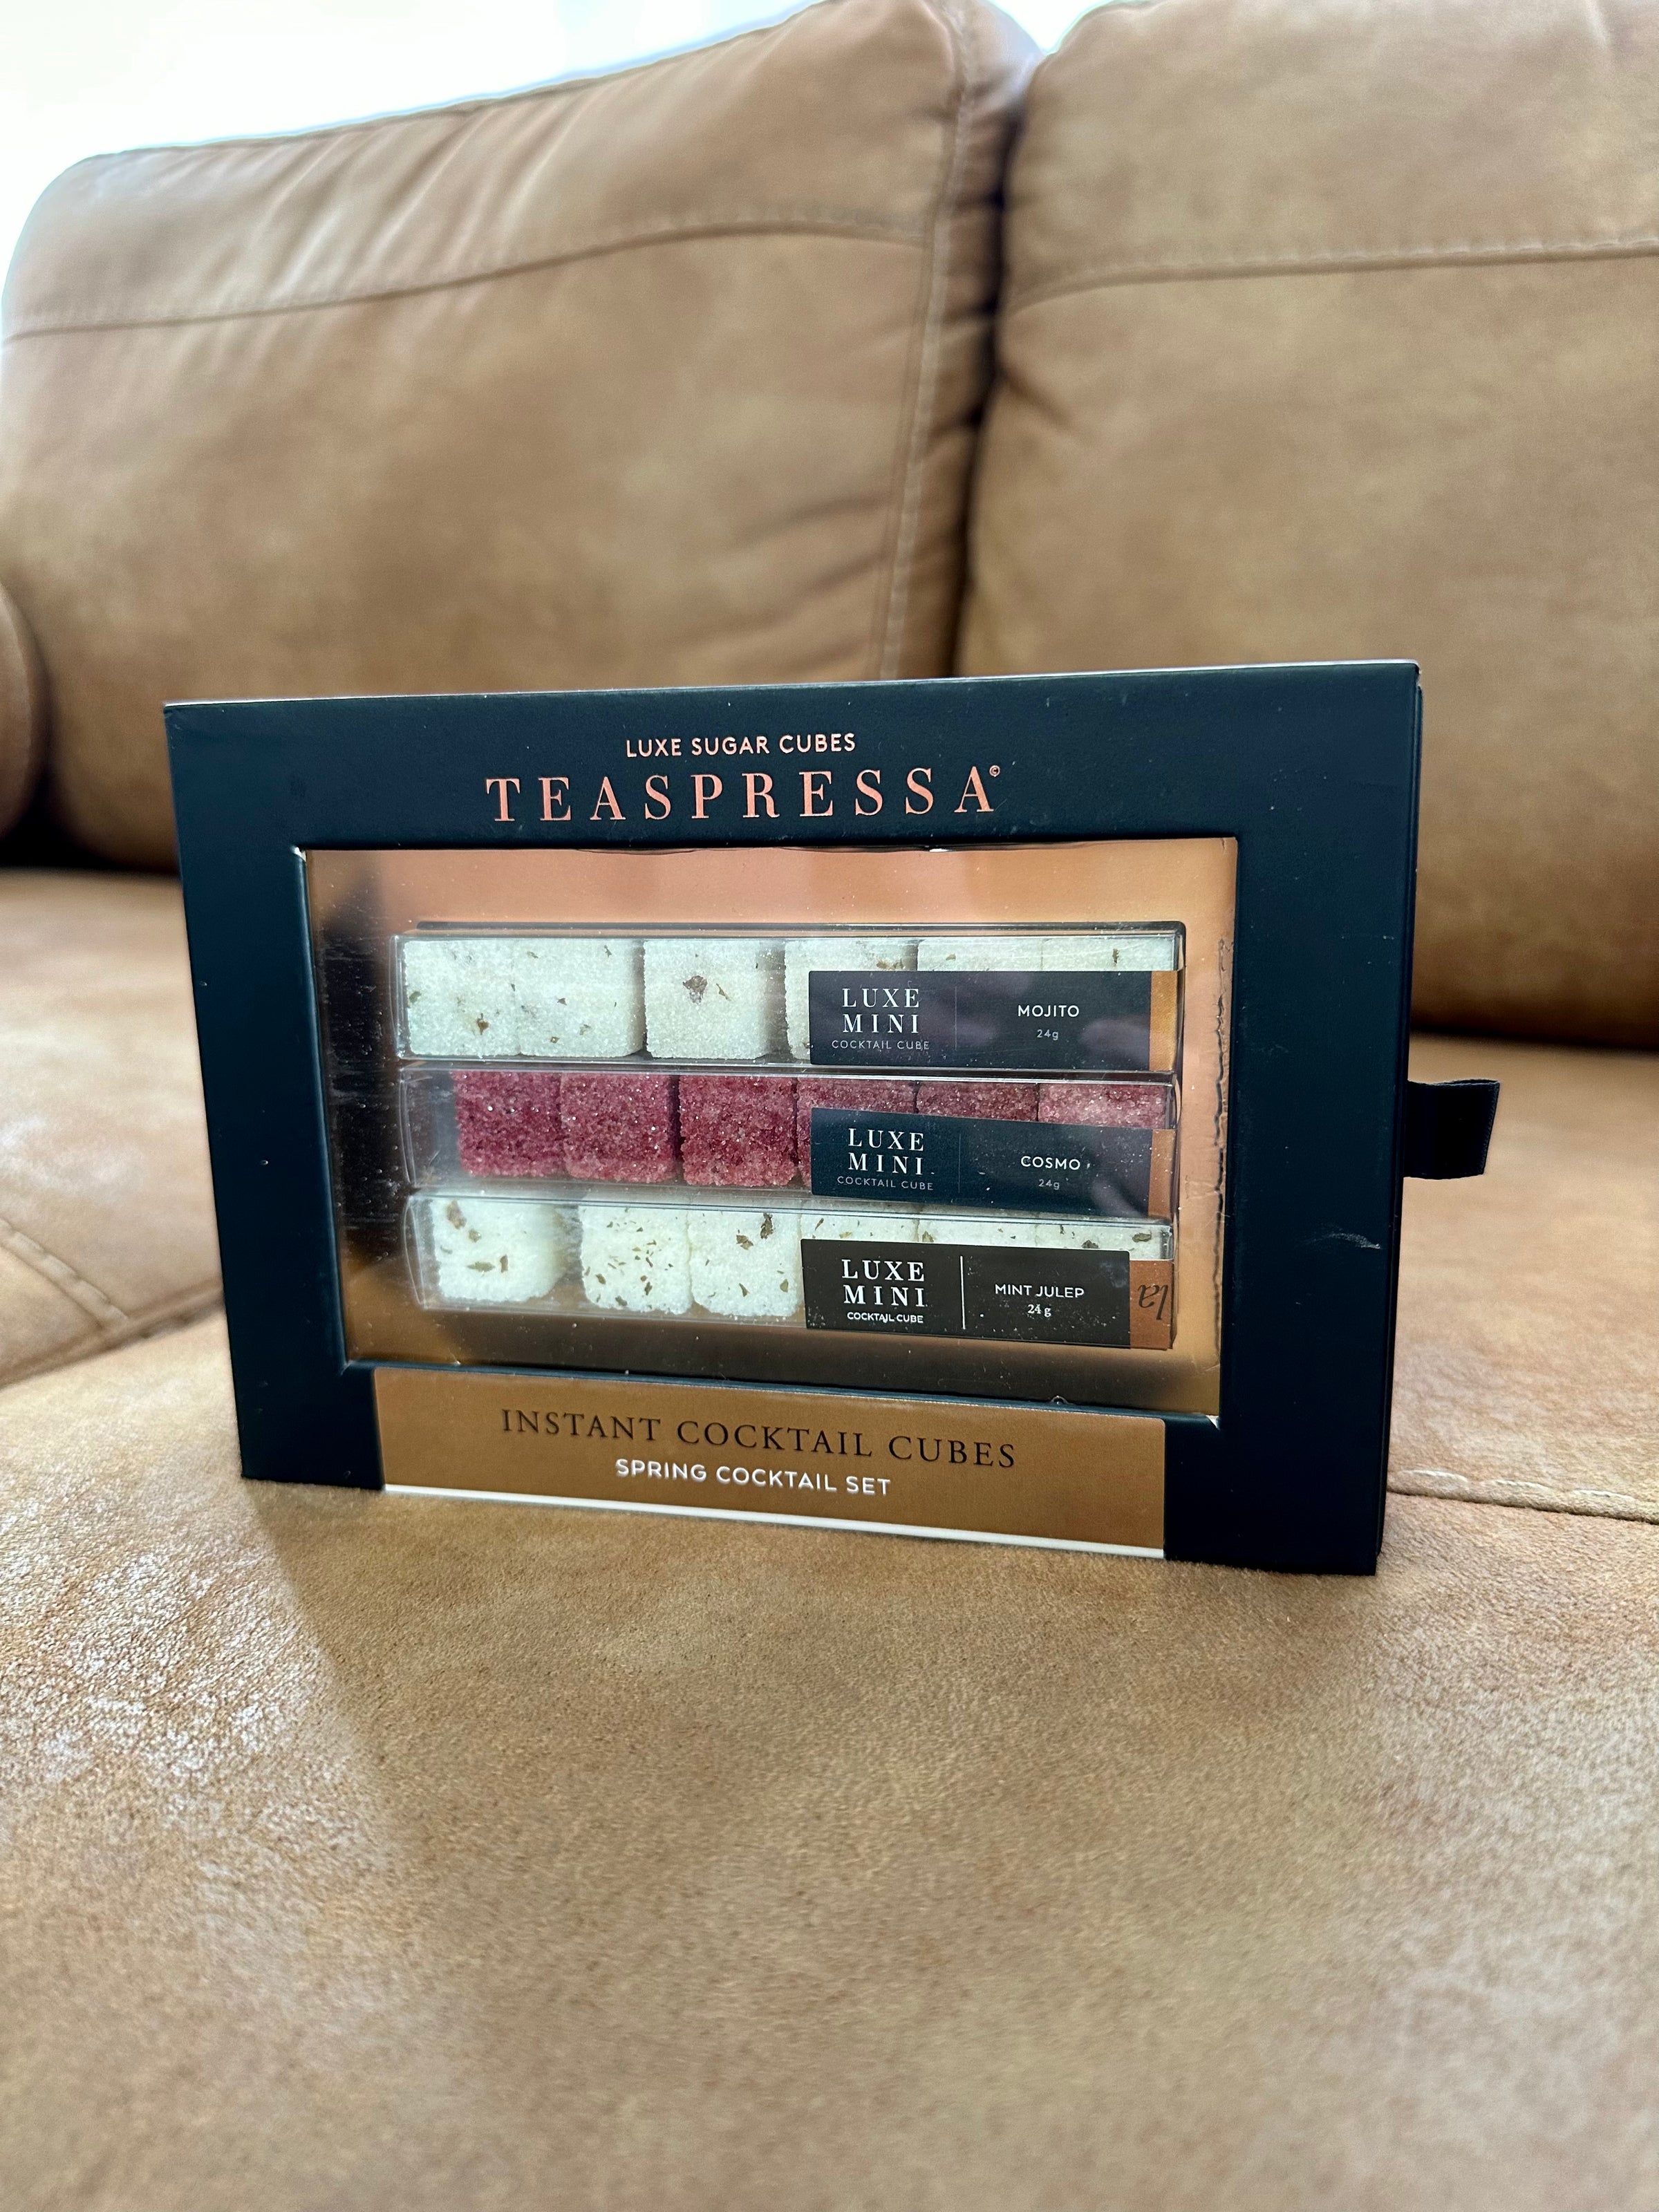 LUXE SUGAR CUBES
TEASPRESSA©
LUXE
MINI
COCKTAIL CUBE
MOJITO
24g
LUXE
MINI
COCKTAIL CUBE
COSMO
24g
LUXE
MINI
COCKTAIL CUBE
MINT JULEP
24 g
la
INSTANT COCKTAIL CUBES
SPRING COCKTAIL SET